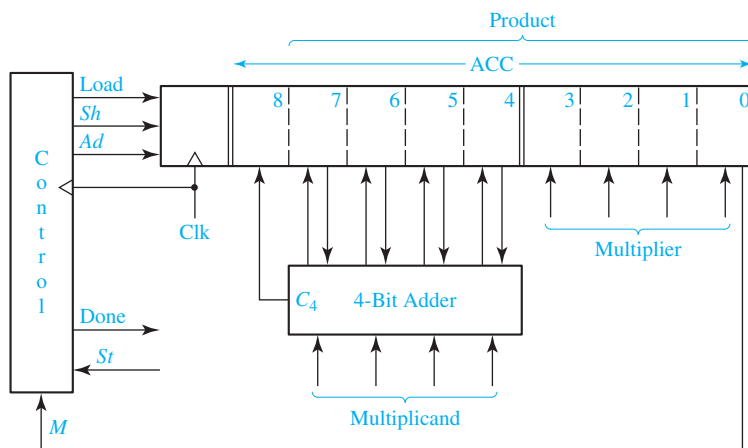 Product
ACC
Load
Sh
Ad
8 7 6 5 4 3 2 1 0
Control
Clk
Multiplier
C4 4-Bit Adder
Done
St
Multiplicand
M